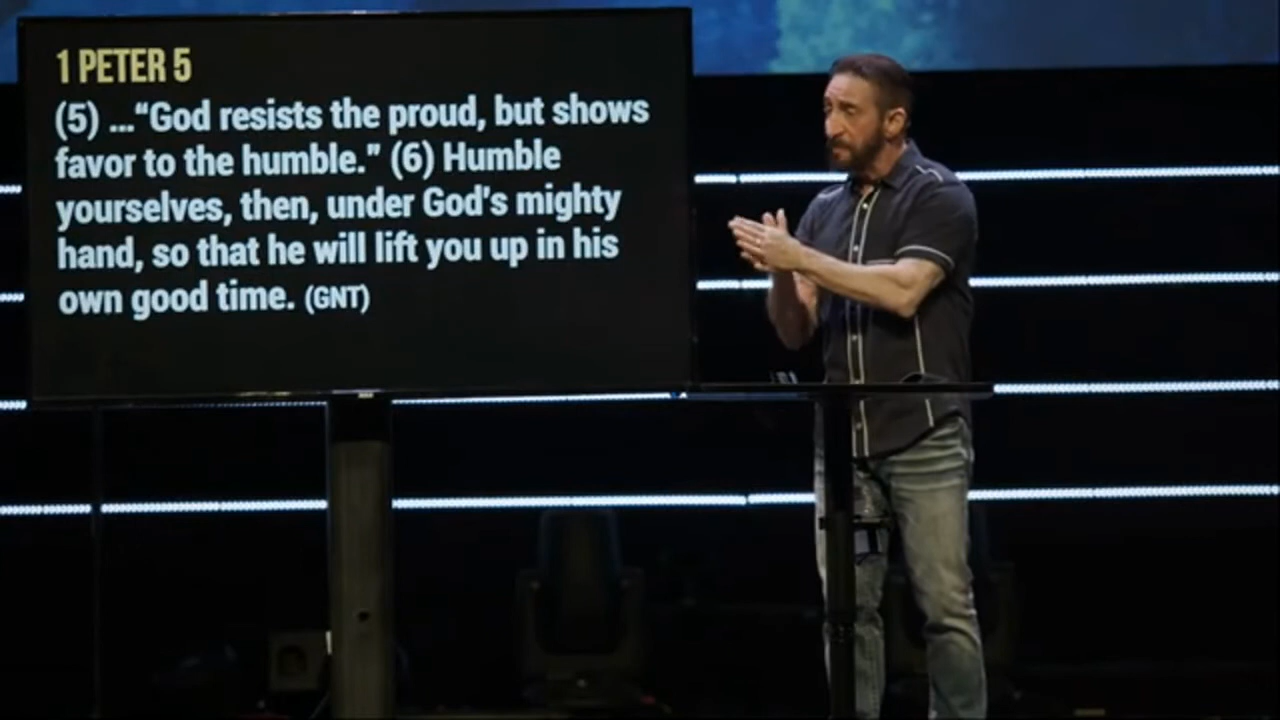 1 PETER 5
(5) ...“God resists the proud, but shows
favor to the humble.” (6) Humble
yourselves, then, under God's mighty
hand, so that he will lift you up in his
own good time. (GNT)